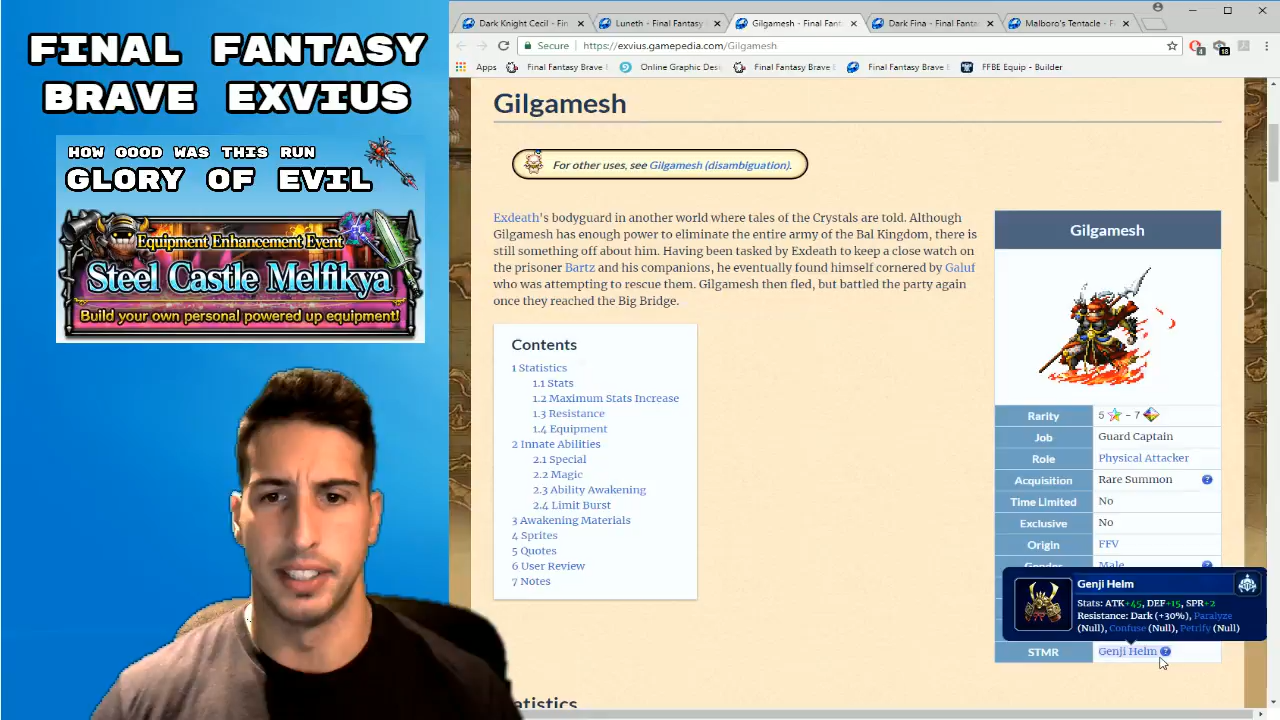 FINAL FANTASY
BRAVE EXVIUS
HOW GOOD WAS THIS RUN
GLORY OF EVIL
Equipment Enhancement Event
Steel Castle Melfikya
Build your own personal powered up equipment!
Dark Knight Cecil - Fin
Luneth - Final Fantasy
Gilgamesh - Final Fant
Dark Fina - Final Fanta
Malboro's Tentacle - F
Secure
https://exvius.gamepedia.com/Gilgamesh
Apps
Final Fantasy Brave
Online Graphic Desi
Final Fantasy Brave
Final Fantasy Brave
FFBE Equip - Builder
Gilgamesh
For other uses, see Gilgamesh (disambiguation).
Exdeath's bodyguard in another world where tales of the Crystals are told. Although
Gilgamesh has enough power to eliminate the entire army of the Bal Kingdom, there is
still something off about him. Having been tasked by Exdeath to keep a close watch on
the prisoner Bartz and his companions, he eventually found himself cornered by Galuf
who was attempting to rescue them. Gilgamesh then fled, but battled the party again
once they reached the Big Bridge.
Contents
1 Statistics
1.1 Stats
1.2 Maximum Stats Increase
1.3 Resistance
1.4 Equipment
2 Innate Abilities
2.1 Special
2.2 Magic
2.3 Ability Awakening
2.4 Limit Burst
3 Awakening Materials
4 Sprites
5 Quotes
6 User Review
7 Notes
Gilgamesh
Rarity 5 - 7
Job Guard Captain
Role Physical Attacker
Acquisition Rare Summon ?
Time Limited No
Exclusive No
Origin FFV
Gender Male ?
Genji Helm
Stats: ATK+45, DEF+15, SPR+2
Resistance: Dark (+30%), Paralyze
(Null), Confuse (Null), Petrify (Null)
STMR Genji Helm ?
Statistics